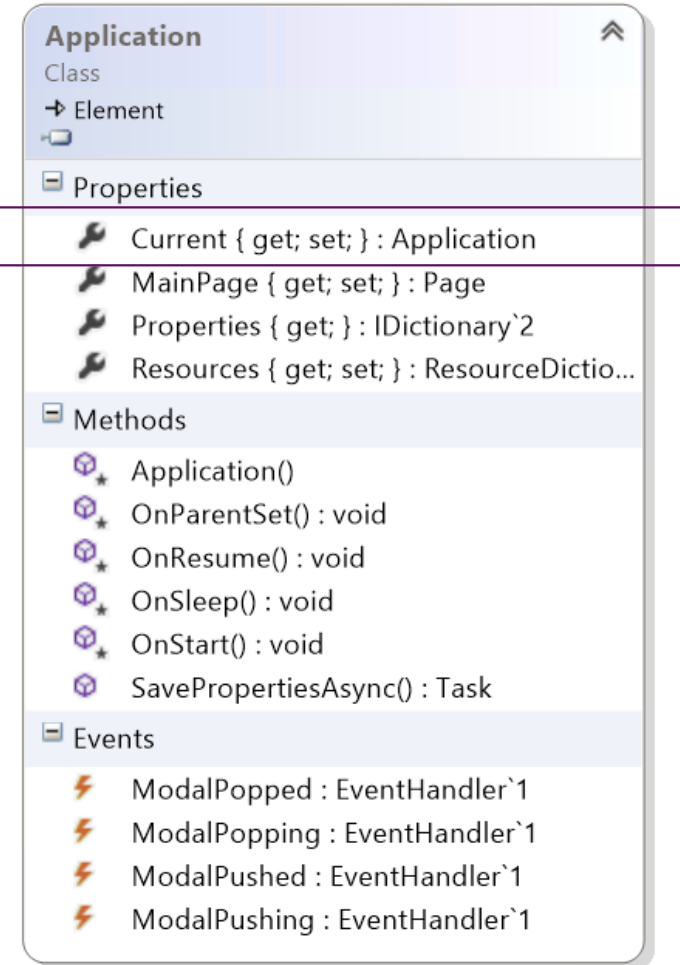 Application
Class
Element
Properties
Current { get; set; } : Application
MainPage { get; set; } : Page
Properties { get; } : IDictionary`2
Resources { get; set; } : ResourceDictio...
Methods
Application()
OnParentSet() : void
OnResume() : void
OnSleep() : void
OnStart() : void
SavePropertiesAsync() : Task
Events
ModalPopped : EventHandler`1
ModalPopping : EventHandler`1
ModalPushed : EventHandler`1
ModalPushing : EventHandler`1